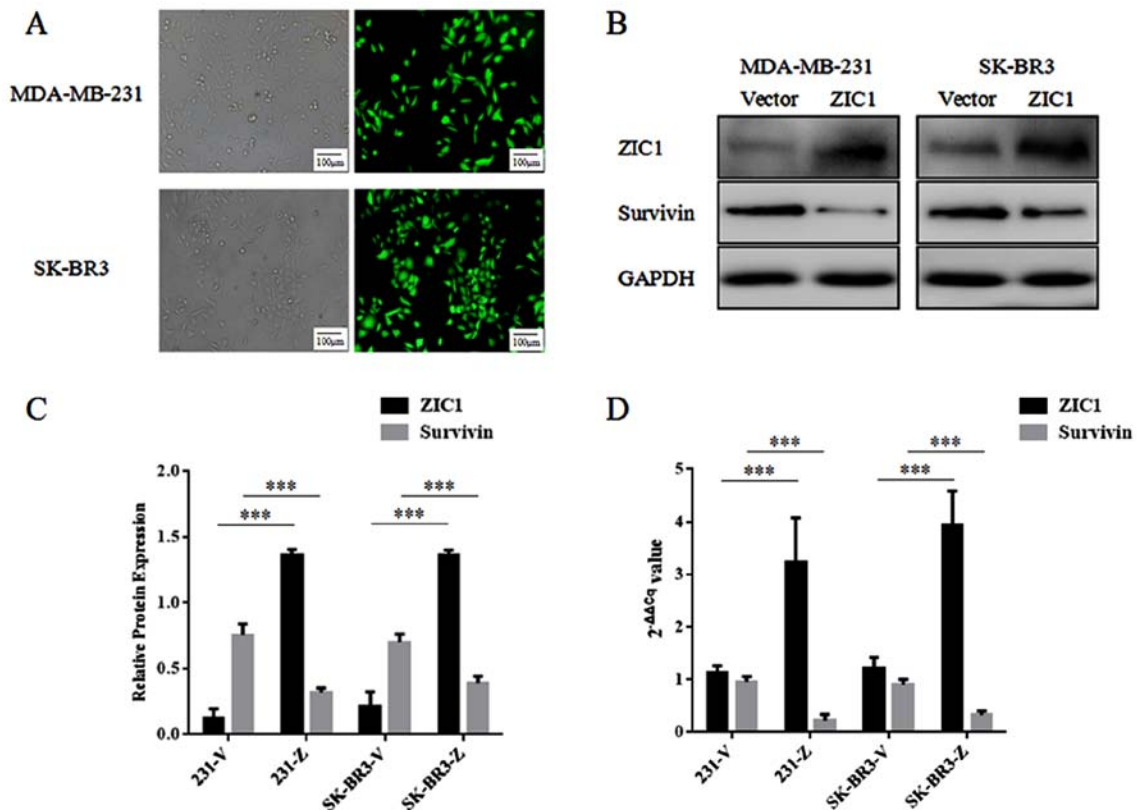 A
MDA-MB-231
100μm
100μm
SK-BR3
100μm
100μm
B
MDA-MB-231 SK-BR3
Vector ZIC1 Vector ZIC1
ZIC1
Survivin
GAPDH
C
ZIC1
Survivin
Relative Protein Expression
2.0
1.5
1.0
0.5
0.0
*** ***
*** ***
231-V 231-Z SK-BR3-V SK-BR3-Z
D
ZIC1
Survivin
2^-ΔΔCq value
5
4
3
2
1
0
*** ***
*** ***
231-V 231-Z SK-BR3-V SK-BR3-Z